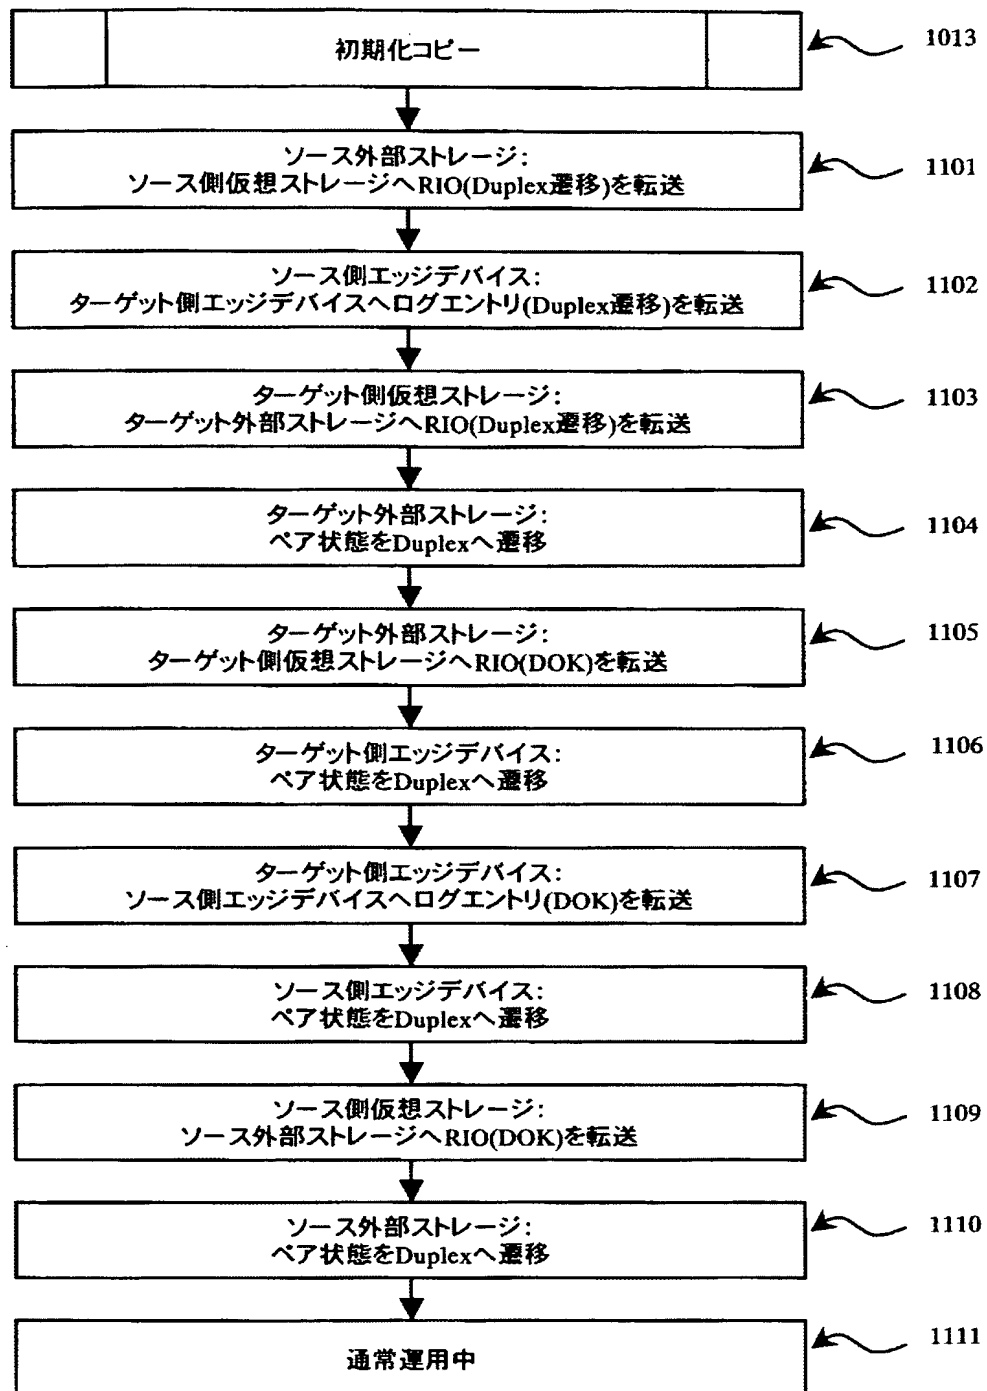 初期化コピー
1013
ソース外部ストレージ:
ソース側仮想ストレージへRIO(Duplex遷移)を転送
1101
ソース側エッジデバイス:
ターゲット側エッジデバイスへログエントリ(Duplex遷移)を転送
1102
ターゲット側仮想ストレージ:
ターゲット外部ストレージへRIO(Duplex遷移)を転送
1103
ターゲット外部ストレージ:
ペア状態をDuplexへ遷移
1104
ターゲット外部ストレージ:
ターゲット側仮想ストレージへRIO(DOK)を転送
1105
ターゲット側エッジデバイス:
ペア状態をDuplexへ遷移
1106
ターゲット側エッジデバイス:
ソース側エッジデバイスへログエントリ(DOK)を転送
1107
ソース側エッジデバイス:
ペア状態をDuplexへ遷移
1108
ソース側仮想ストレージ:
ソース外部ストレージへRIO(DOK)を転送
1109
ソース外部ストレージ:
ペア状態をDuplexへ遷移
1110
通常運用中
1111